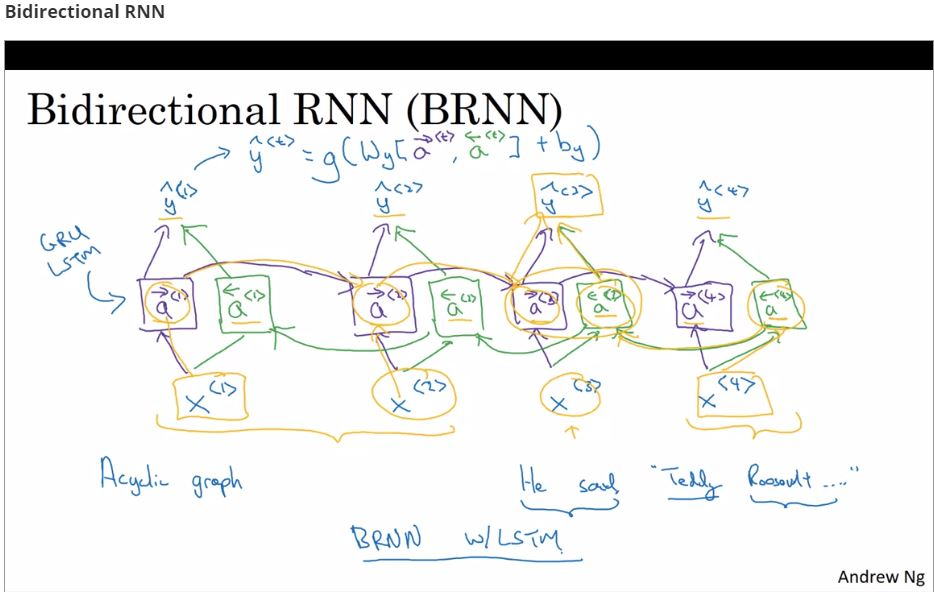 Bidirectional RNN
Bidirectional RNN (BRNN)
ŷ<t> = g(Wy[a→<t>, a←<t>] + by)
ŷ<1> ŷ<2> ŷ<3> ŷ<4>
GRU
LSTM
a→<1> a←<1> a→<2> a←<2> a→<3> a←<3> a→<4> a←<4>
x<1> x<2> x<3> x<4>
Acyclic graph
He said, "Teddy Roosevelt ...."
BRNN w/LSTM
Andrew Ng